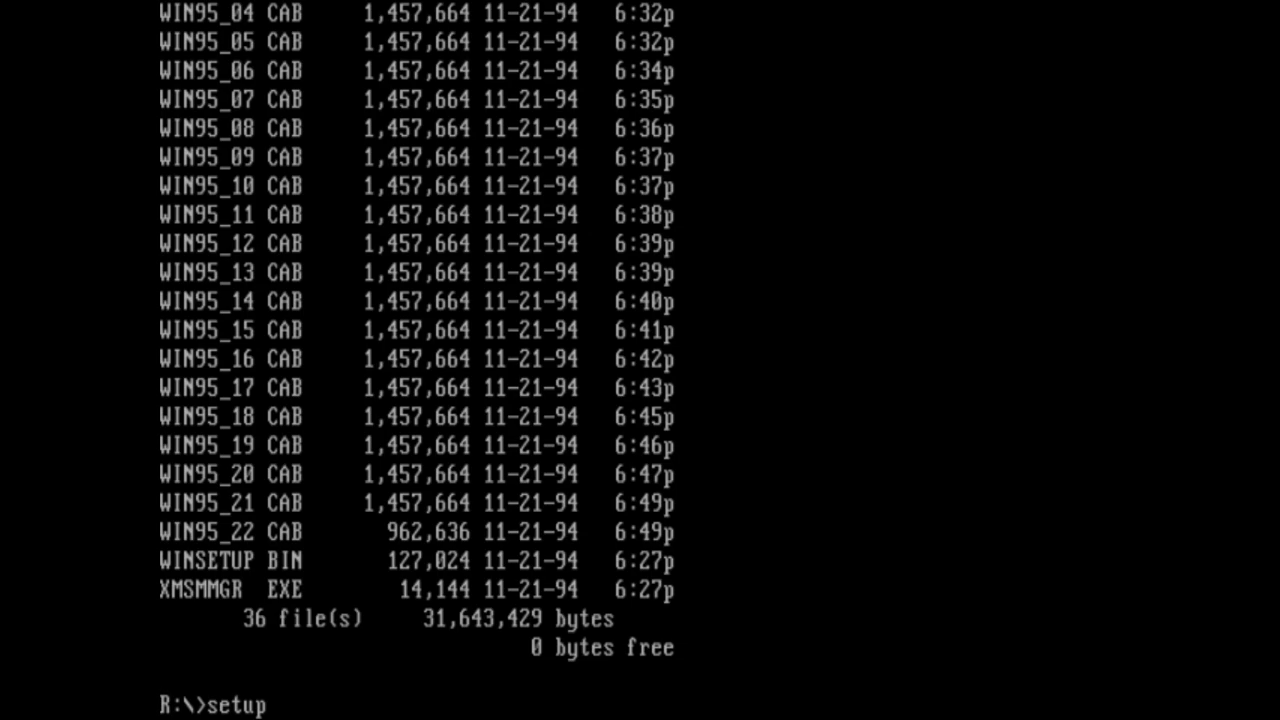 WIN95_04 CAB     1,457,664 11-21-94   6:32p
WIN95_05 CAB     1,457,664 11-21-94   6:32p
WIN95_06 CAB     1,457,664 11-21-94   6:34p
WIN95_07 CAB     1,457,664 11-21-94   6:35p
WIN95_08 CAB     1,457,664 11-21-94   6:36p
WIN95_09 CAB     1,457,664 11-21-94   6:37p
WIN95_10 CAB     1,457,664 11-21-94   6:37p
WIN95_11 CAB     1,457,664 11-21-94   6:38p
WIN95_12 CAB     1,457,664 11-21-94   6:39p
WIN95_13 CAB     1,457,664 11-21-94   6:39p
WIN95_14 CAB     1,457,664 11-21-94   6:40p
WIN95_15 CAB     1,457,664 11-21-94   6:41p
WIN95_16 CAB     1,457,664 11-21-94   6:42p
WIN95_17 CAB     1,457,664 11-21-94   6:43p
WIN95_18 CAB     1,457,664 11-21-94   6:45p
WIN95_19 CAB     1,457,664 11-21-94   6:46p
WIN95_20 CAB     1,457,664 11-21-94   6:47p
WIN95_21 CAB     1,457,664 11-21-94   6:49p
WIN95_22 CAB       962,636 11-21-94   6:49p
WINSETUP BIN       127,024 11-21-94   6:27p
XMSMMGR  EXE        14,144 11-21-94   6:27p
36 file(s)     31,643,429 bytes
0 bytes free
R:\>setup